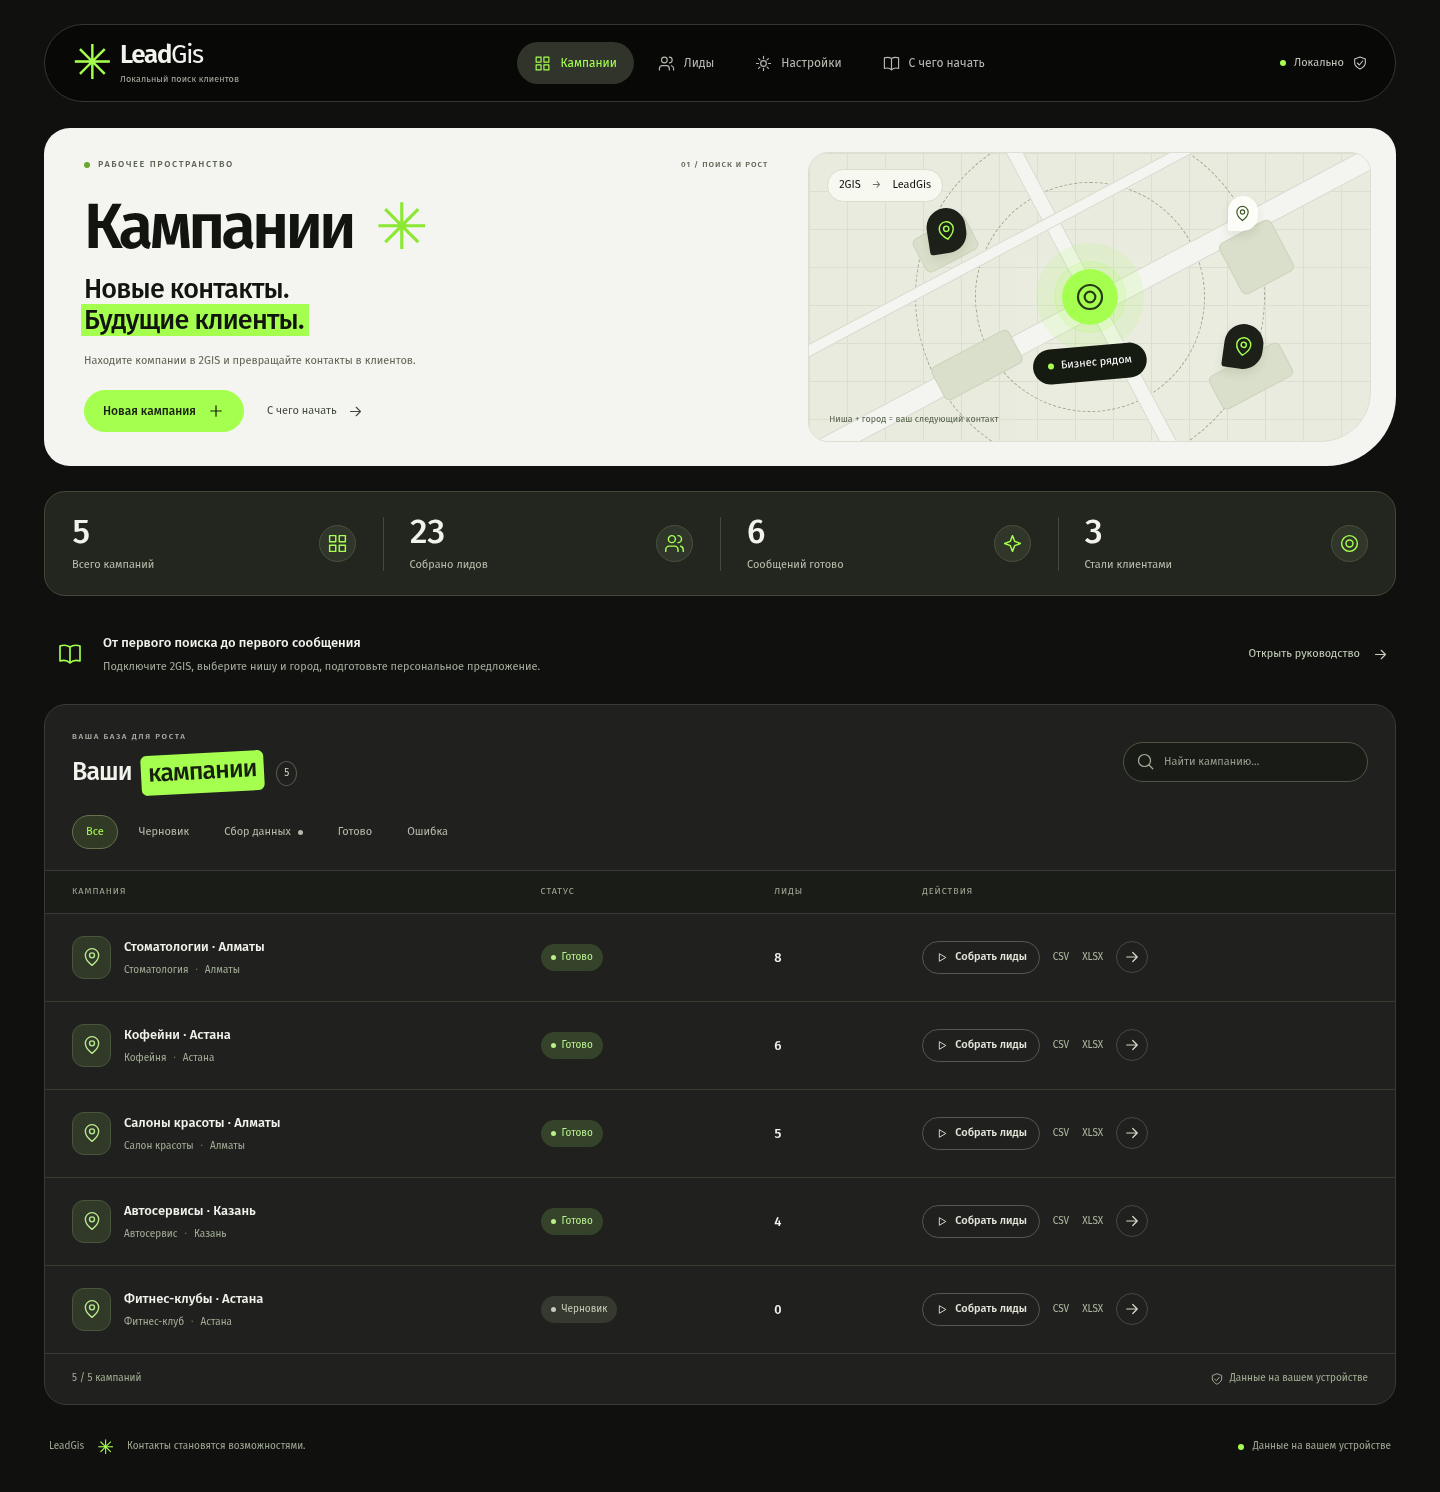 LeadGis
Локальный поиск клиентов
Кампании
Лиды
Настройки
С чего начать
Локально
РАБОЧЕЕ ПРОСТРАНСТВО
01 / ПОИСК И РОСТ
Кампании
Новые контакты.
Будущие клиенты.
Находите компании в 2GIS и превращайте контакты в клиентов.
Новая кампания
С чего начать
2GIS → LeadGis
Бизнес рядом
Ниша + город = ваш следующий контакт
5
Всего кампаний
23
Собрано лидов
6
Сообщений готово
3
Стали клиентами
От первого поиска до первого сообщения
Подключите 2GIS, выберите нишу и город, подготовьте персональное предложение.
Открыть руководство
ВАША БАЗА ДЛЯ РОСТА
Ваши кампании 5
Найти кампанию...
Все
Черновик
Сбор данных
Готово
Ошибка
КАМПАНИЯ
СТАТУС
ЛИДЫ
ДЕЙСТВИЯ
Стоматологии · Алматы
Стоматология · Алматы
Готово
8
Собрать лиды
CSV
XLSX
Кофейни · Астана
Кофейня · Астана
Готово
6
Собрать лиды
CSV
XLSX
Салоны красоты · Алматы
Салон красоты · Алматы
Готово
5
Собрать лиды
CSV
XLSX
Автосервисы · Казань
Автосервис · Казань
Готово
4
Собрать лиды
CSV
XLSX
Фитнес-клубы · Астана
Фитнес-клуб · Астана
Черновик
0
Собрать лиды
CSV
XLSX
5 / 5 кампаний
Данные на вашем устройстве
LeadGis
Контакты становятся возможностями.
Данные на вашем устройстве